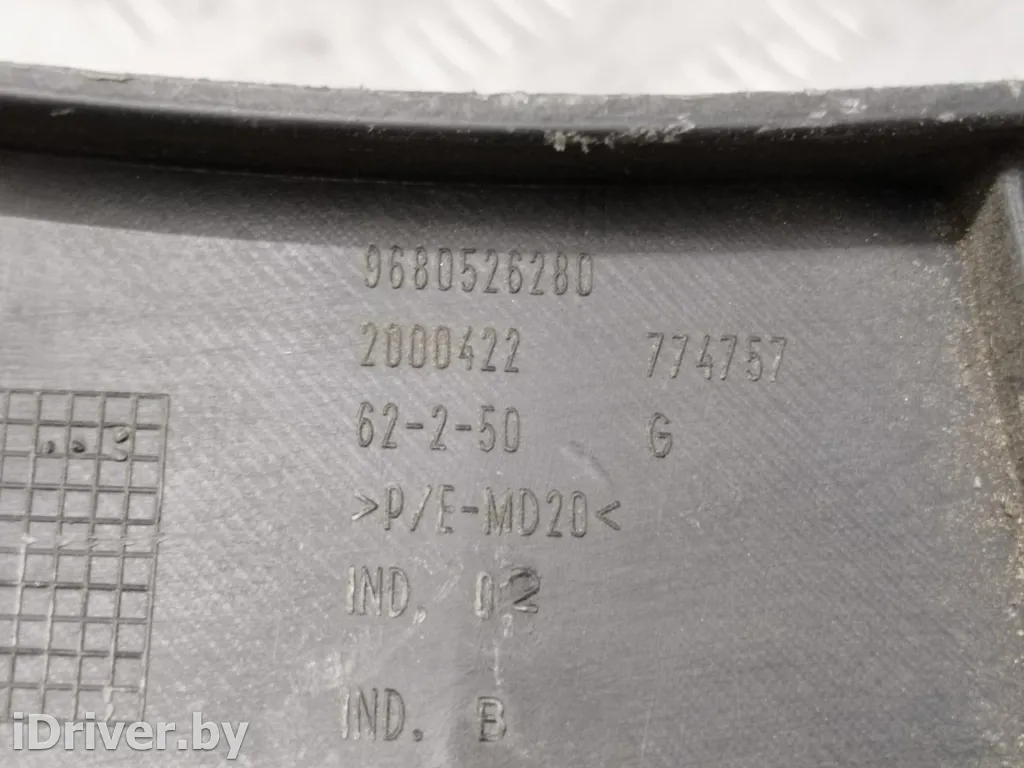 9680526280
2000422 774757
62-2-50 G
>P/E-MD20<
IND. 02
IND. B
iDriver.by